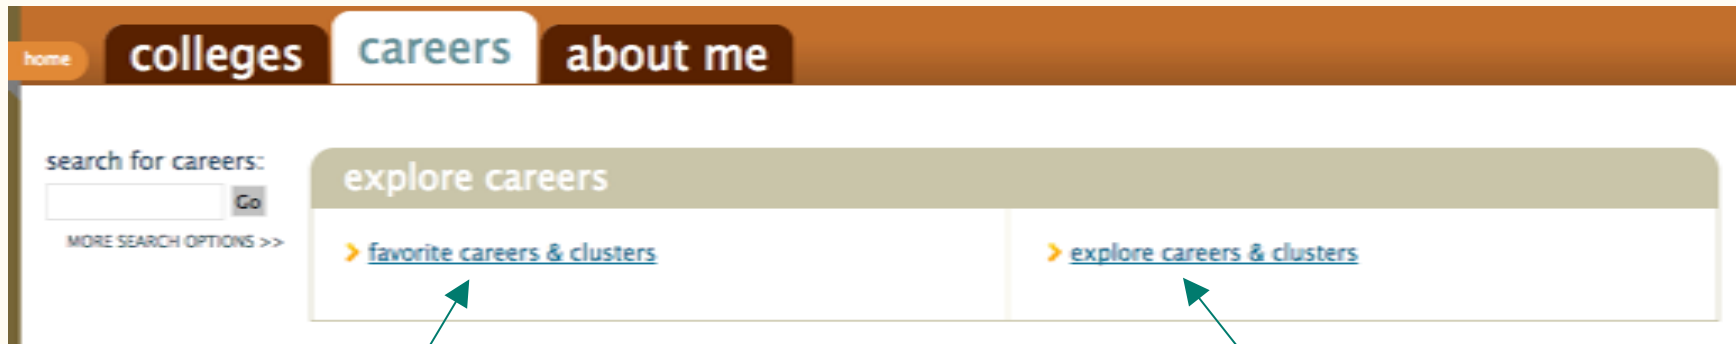 home
colleges
careers
about me
search for careers:
Go
MORE SEARCH OPTIONS >>
explore careers
favorite careers & clusters
explore careers & clusters